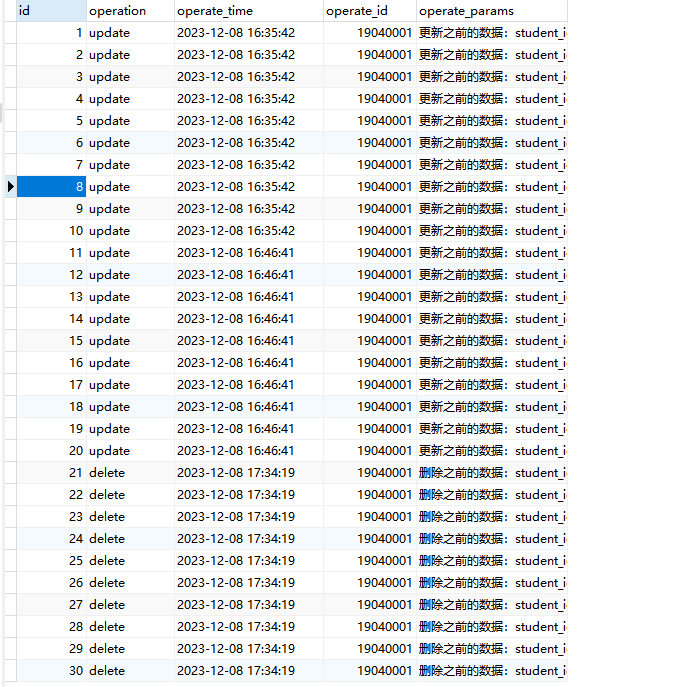 id operation operate_time operate_id operate_params
1 update 2023-12-08 16:35:42 19040001 更新之前的数据：student_i
2 update 2023-12-08 16:35:42 19040001 更新之前的数据：student_i
3 update 2023-12-08 16:35:42 19040001 更新之前的数据：student_i
4 update 2023-12-08 16:35:42 19040001 更新之前的数据：student_i
5 update 2023-12-08 16:35:42 19040001 更新之前的数据：student_i
6 update 2023-12-08 16:35:42 19040001 更新之前的数据：student_i
7 update 2023-12-08 16:35:42 19040001 更新之前的数据：student_i
8 update 2023-12-08 16:35:42 19040001 更新之前的数据：student_i
9 update 2023-12-08 16:35:42 19040001 更新之前的数据：student_i
10 update 2023-12-08 16:35:42 19040001 更新之前的数据：student_i
11 update 2023-12-08 16:46:41 19040001 更新之前的数据：student_i
12 update 2023-12-08 16:46:41 19040001 更新之前的数据：student_i
13 update 2023-12-08 16:46:41 19040001 更新之前的数据：student_i
14 update 2023-12-08 16:46:41 19040001 更新之前的数据：student_i
15 update 2023-12-08 16:46:41 19040001 更新之前的数据：student_i
16 update 2023-12-08 16:46:41 19040001 更新之前的数据：student_i
17 update 2023-12-08 16:46:41 19040001 更新之前的数据：student_i
18 update 2023-12-08 16:46:41 19040001 更新之前的数据：student_i
19 update 2023-12-08 16:46:41 19040001 更新之前的数据：student_i
20 update 2023-12-08 16:46:41 19040001 更新之前的数据：student_i
21 delete 2023-12-08 17:34:19 19040001 删除之前的数据：student_i
22 delete 2023-12-08 17:34:19 19040001 删除之前的数据：student_i
23 delete 2023-12-08 17:34:19 19040001 删除之前的数据：student_i
24 delete 2023-12-08 17:34:19 19040001 删除之前的数据：student_i
25 delete 2023-12-08 17:34:19 19040001 删除之前的数据：student_i
26 delete 2023-12-08 17:34:19 19040001 删除之前的数据：student_i
27 delete 2023-12-08 17:34:19 19040001 删除之前的数据：student_i
28 delete 2023-12-08 17:34:19 19040001 删除之前的数据：student_i
29 delete 2023-12-08 17:34:19 19040001 删除之前的数据：student_i
30 delete 2023-12-08 17:34:19 19040001 删除之前的数据：student_i